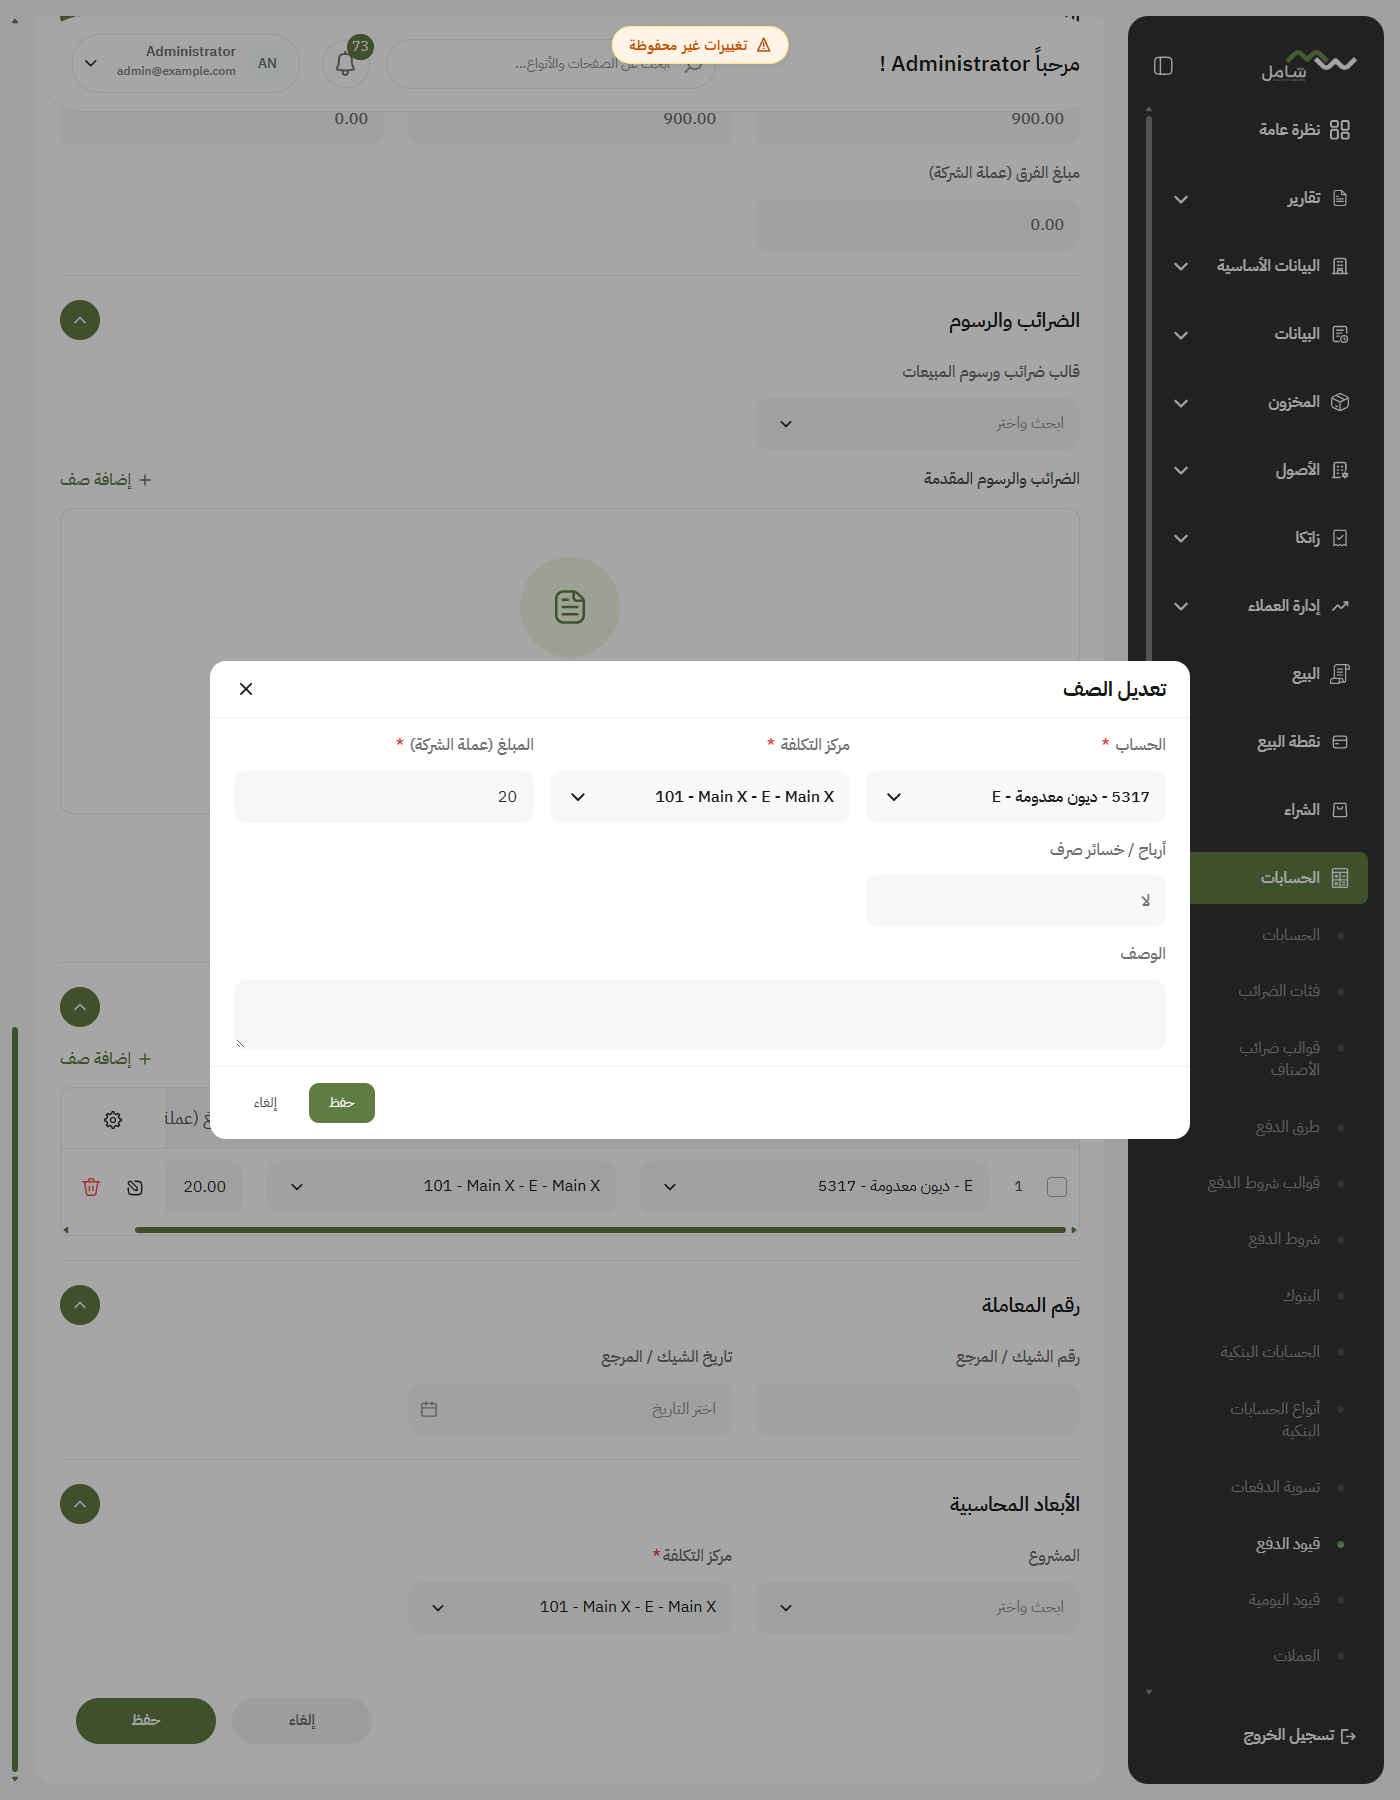 تغييرات غير محفوظة
شامل
مرحباً Administrator !
ابحث عن الصفحات والأنواع...
73
AN
Administrator
admin@example.com
نظرة عامة
تقارير
البيانات الأساسية
البيانات
المخزون
الأصول
زاتكا
إدارة العملاء
البيع
نقطة البيع
الشراء
الحسابات
الحسابات
فئات الضرائب
قوالب ضرائب
الأصناف
طرق الدفع
قوالب شروط الدفع
شروط الدفع
البنوك
الحسابات البنكية
أنواع الحسابات
البنكية
تسوية الدفعات
قيود الدفع
قيود اليومية
العملات
تسجيل الخروج
900.00
900.00
0.00
مبلغ الفرق (عملة الشركة)
0.00
الضرائب والرسوم
قالب ضرائب ورسوم المبيعات
ابحث واختر
الضرائب والرسوم المقدمة
إضافة صف
تعديل الصف
الحساب *
مركز التكلفة *
المبلغ (عملة الشركة) *
5317 - ديون معدومة - E
101 - Main X - E - Main X
20
أرباح / خسائر صرف
لا
الوصف
حفظ
إلغاء
إضافة صف
1
5317 - ديون معدومة - E
101 - Main X - E - Main X
20.00
رقم المعاملة
رقم الشيك / المرجع
تاريخ الشيك / المرجع
اختر التاريخ
الأبعاد المحاسبية
المشروع
مركز التكلفة *
ابحث واختر
101 - Main X - E - Main X
إلغاء
حفظ